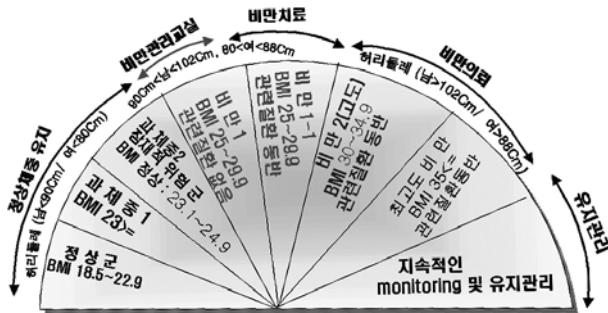 정상체중 유지
비만관리교실
비만치료
비만의료
유지관리
허리둘레 (남<90Cm/ 여<80Cm)
90Cm<남<102Cm, 80<여<88Cm
허리둘레 (남>102Cm/ 여>88Cm)
정상군
BMI 18.5~22.9
과체중 1
BMI 23>=
과체중2
잠재적위험군
BMI 정상 : 23.1~24.9
비만 1
BMI 25~29.9
관련질환 없음
비만 1-1
BMI 25~29.9
관련질환 동반
비만 2(고도)
BMI 30~34.9
관련질환 동반
최고도 비만
BMI 35<=
관련질환동반
지속적인
monitoring 및 유지관리